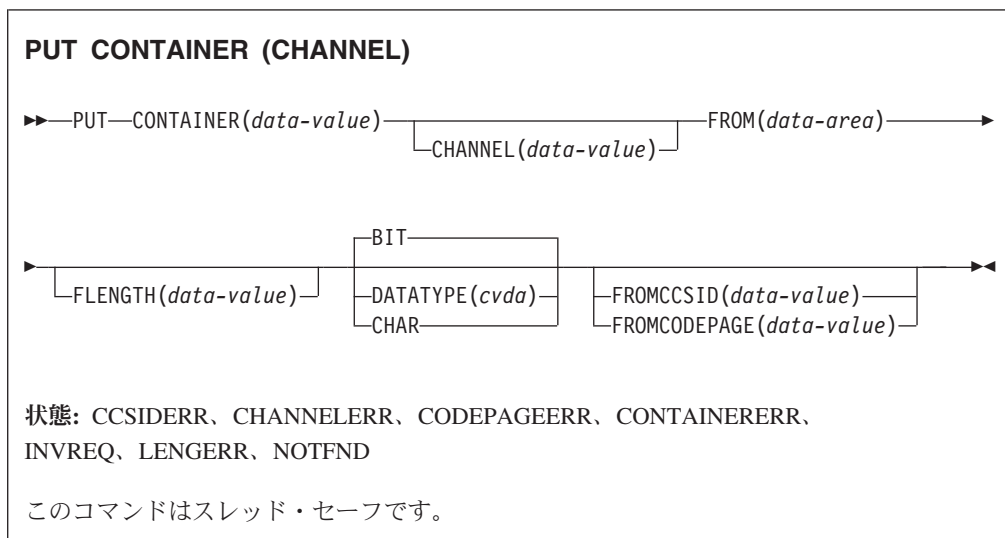 PUT CONTAINER (CHANNEL)
PUT CONTAINER(data-value) FROM(data-area)
CHANNEL(data-value)
BIT
FLENGTH(data-value) DATATYPE(cvda) FROMCCSID(data-value)
CHAR FROMCODEPAGE(data-value)
状態: CCSIDERR、CHANNELERR、CODEPAGEERR、CONTAINERERR、
INVREQ、LENGERR、NOTFND
このコマンドはスレッド・セーフです。